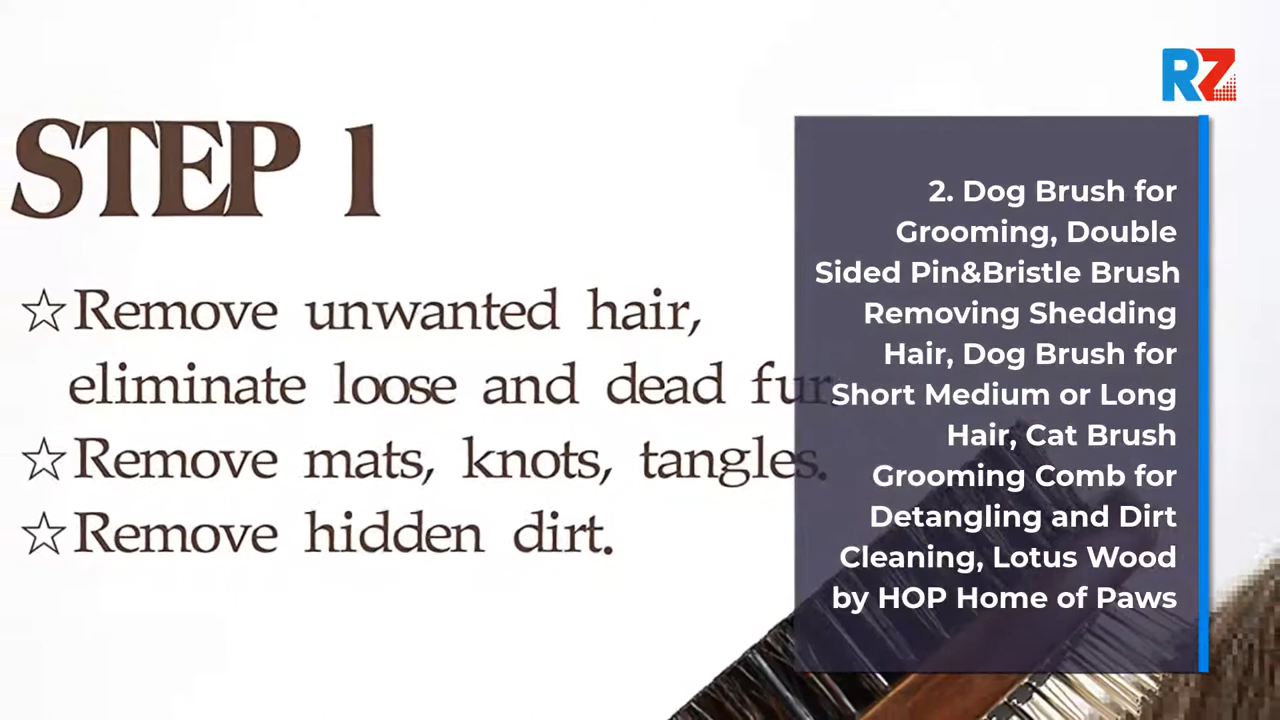 RZ
STEP 1
☆Remove unwanted hair,
eliminate loose and dead fur.
☆Remove mats, knots, tangles.
☆Remove hidden dirt.
2. Dog Brush for
Grooming, Double
Sided Pin&Bristle Brush
Removing Shedding
Hair, Dog Brush for
Short Medium or Long
Hair, Cat Brush
Grooming Comb for
Detangling and Dirt
Cleaning, Lotus Wood
by HOP Home of Paws